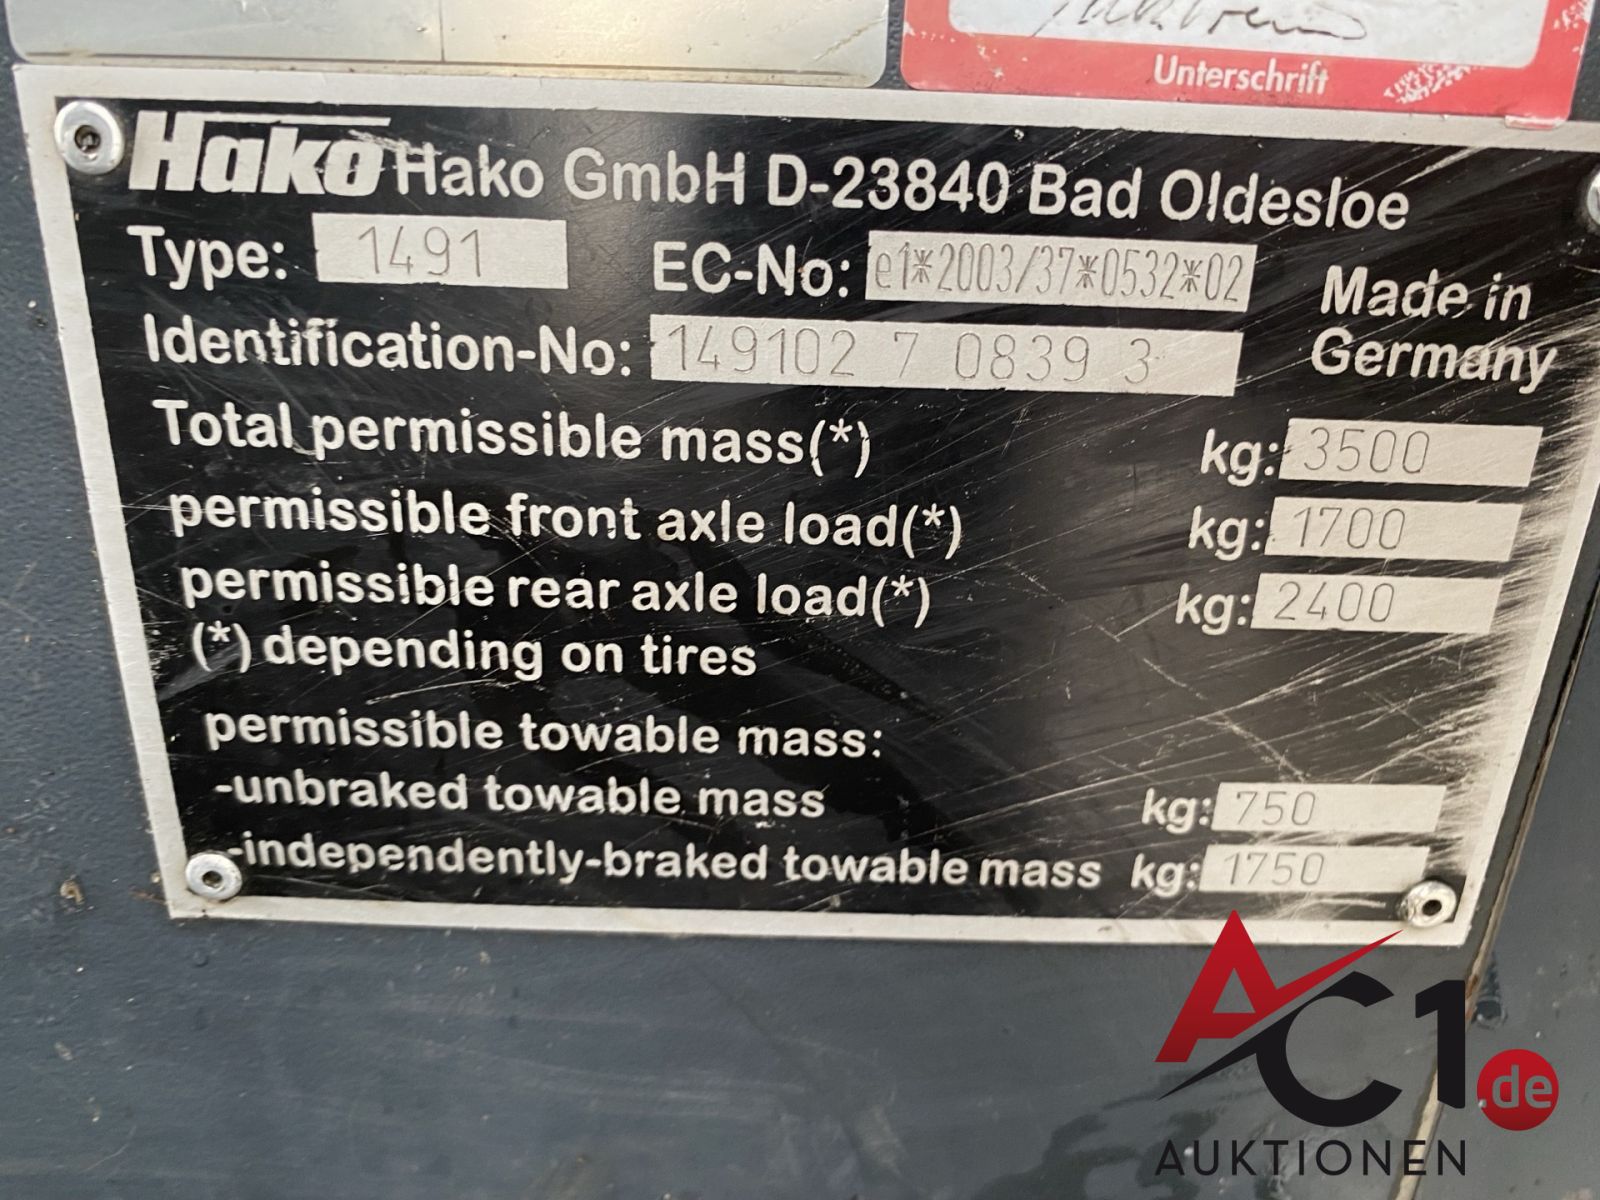 Unterschrift
Hako Hako GmbH D-23840 Bad Oldesloe
Type: 1491 EC-No: e1*2003/37*0532*02
Made in
Germany
Identification-No: 149102 7 0839 3
Total permissible mass(*) kg: 3500
permissible front axle load(*) kg: 1700
permissible rear axle load(*) kg: 2400
(*) depending on tires
permissible towable mass:
-unbraked towable mass kg: 750
-independently-braked towable mass kg: 1750
AC1.de
AUKTIONEN